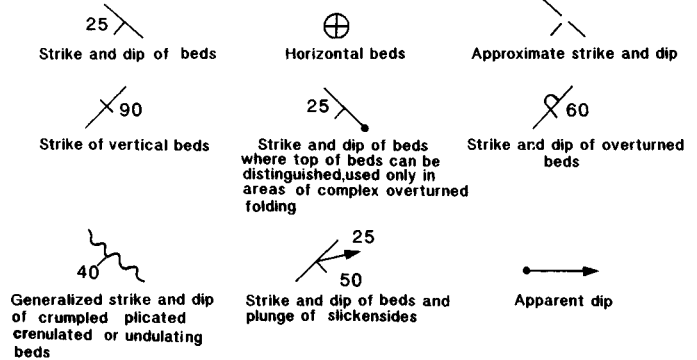 25
Strike and dip of beds
Horizontal beds
Approximate strike and dip
90
Strike of vertical beds
25
Strike and dip of beds
where top of beds can be
distinguished,used only in
areas of complex overturned
folding
60
Strike and dip of overturned
beds
40
Generalized strike and dip
of crumpled plicated
crenulated or undulating
beds
25
50
Strike and dip of beds and
plunge of slickensides
Apparent dip